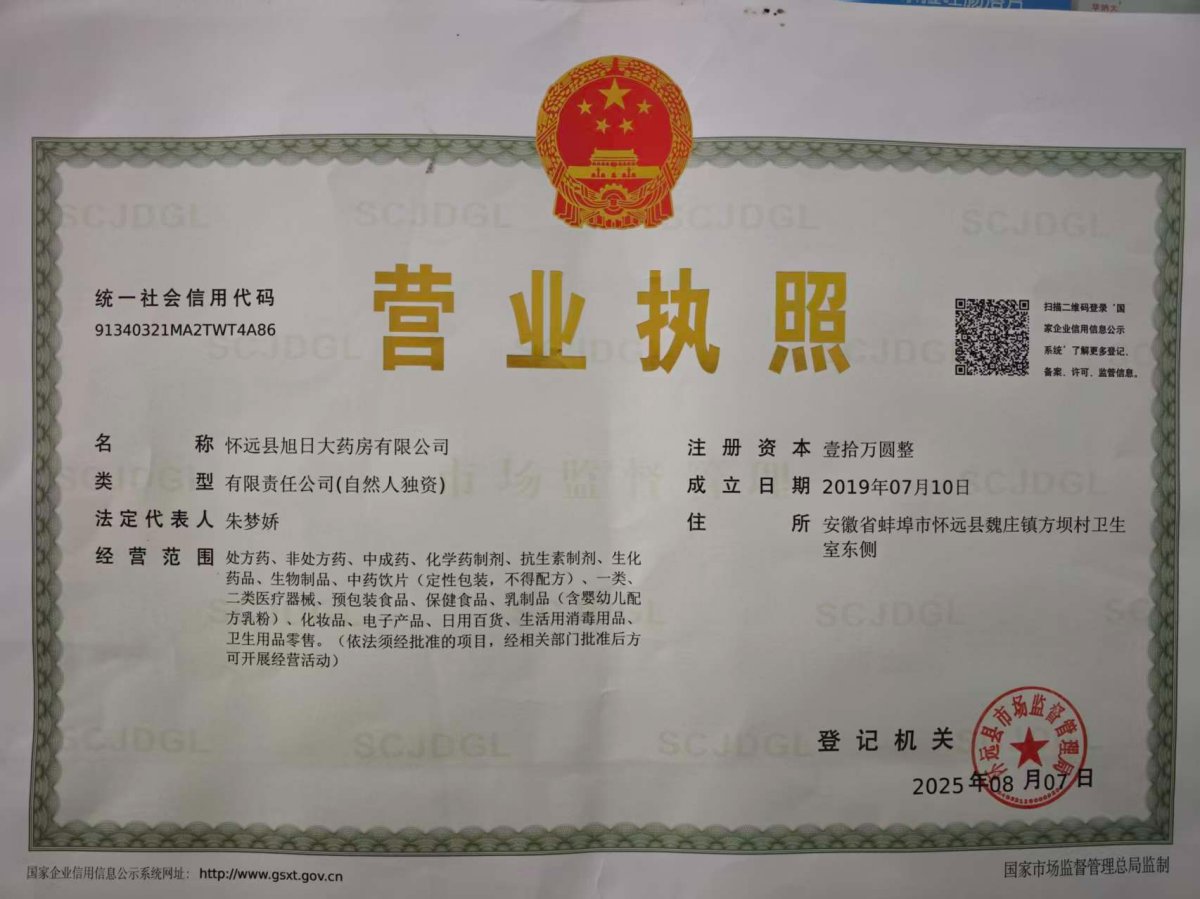 营业执照
统一社会信用代码
91340321MA2TWT4A86
扫描二维码登录‘国
家企业信用信息公示
系统’了解更多登记、
备案、许可、监管信息。
名称 怀远县旭日大药房有限公司
类型 有限责任公司(自然人独资)
法定代表人 朱梦娇
经营范围 处方药、非处方药、中成药、化学药制剂、抗生素制剂、生化
药品、生物制品、中药饮片（定性包装，不得配方）、一类、
二类医疗器械、预包装食品、保健食品、乳制品（含婴幼儿配
方乳粉）、化妆品、电子产品、日用百货、生活用消毒用品、
卫生用品零售。（依法须经批准的项目，经相关部门批准后方
可开展经营活动）
注册资本 壹拾万圆整
成立日期 2019年07月10日
住所 安徽省蚌埠市怀远县魏庄镇方坝村卫生
室东侧
登记机关
怀远县市场监督管理局
2025年08月07日
国家企业信用信息公示系统网址： http://www.gsxt.gov.cn
国家市场监督管理总局监制
SCJDGL
市场监督管理